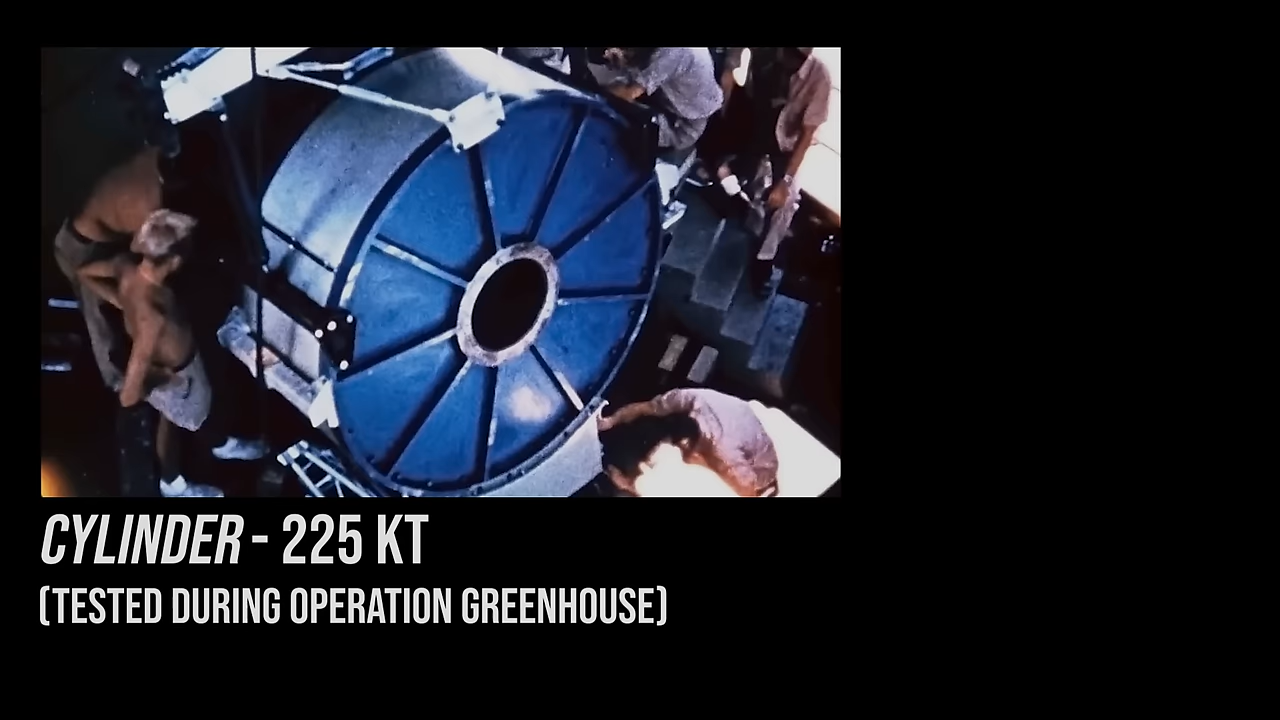 CYLINDER - 225 KT
(TESTED DURING OPERATION GREENHOUSE)